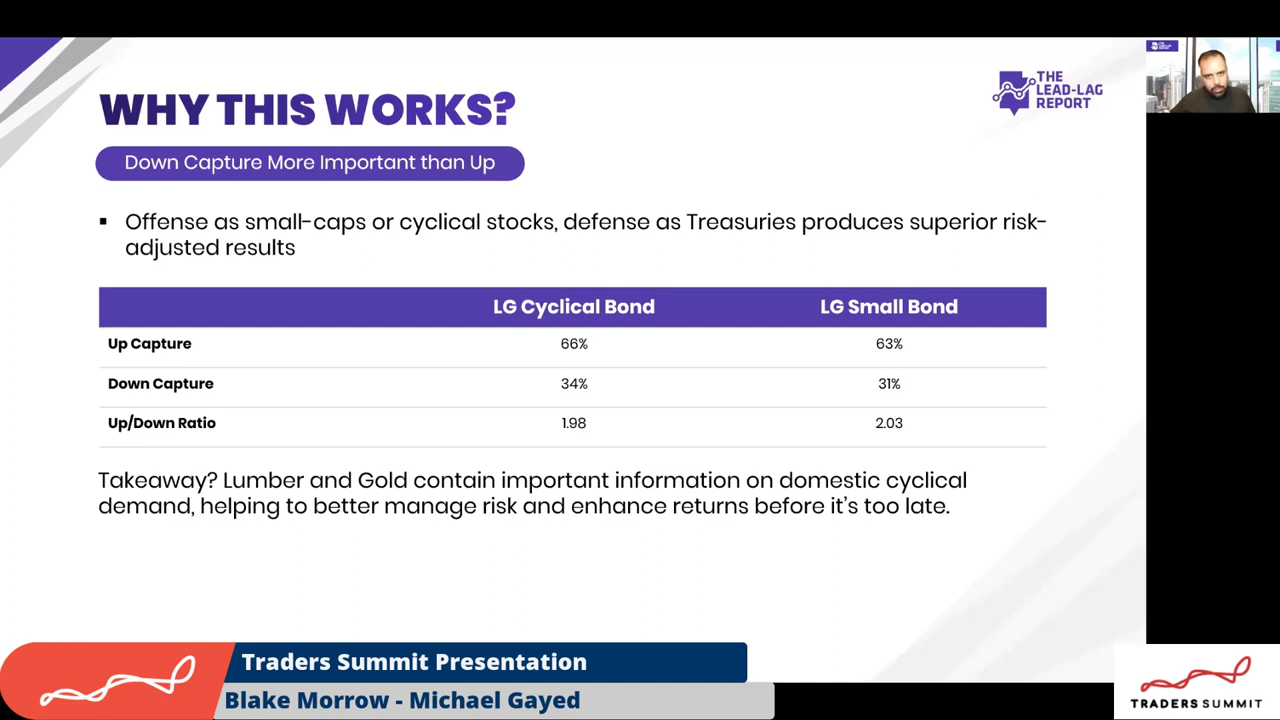 WHY THIS WORKS?
THE
LEAD-LAG
REPORT
Down Capture More Important than Up
▪ Offense as small-caps or cyclical stocks, defense as Treasuries produces superior risk-
adjusted results
LG Cyclical Bond LG Small Bond
Up Capture 66% 63%
Down Capture 34% 31%
Up/Down Ratio 1.98 2.03
Takeaway? Lumber and Gold contain important information on domestic cyclical
demand, helping to better manage risk and enhance returns before it's too late.
Traders Summit Presentation
Blake Morrow - Michael Gayed
TRADERS SUMMIT